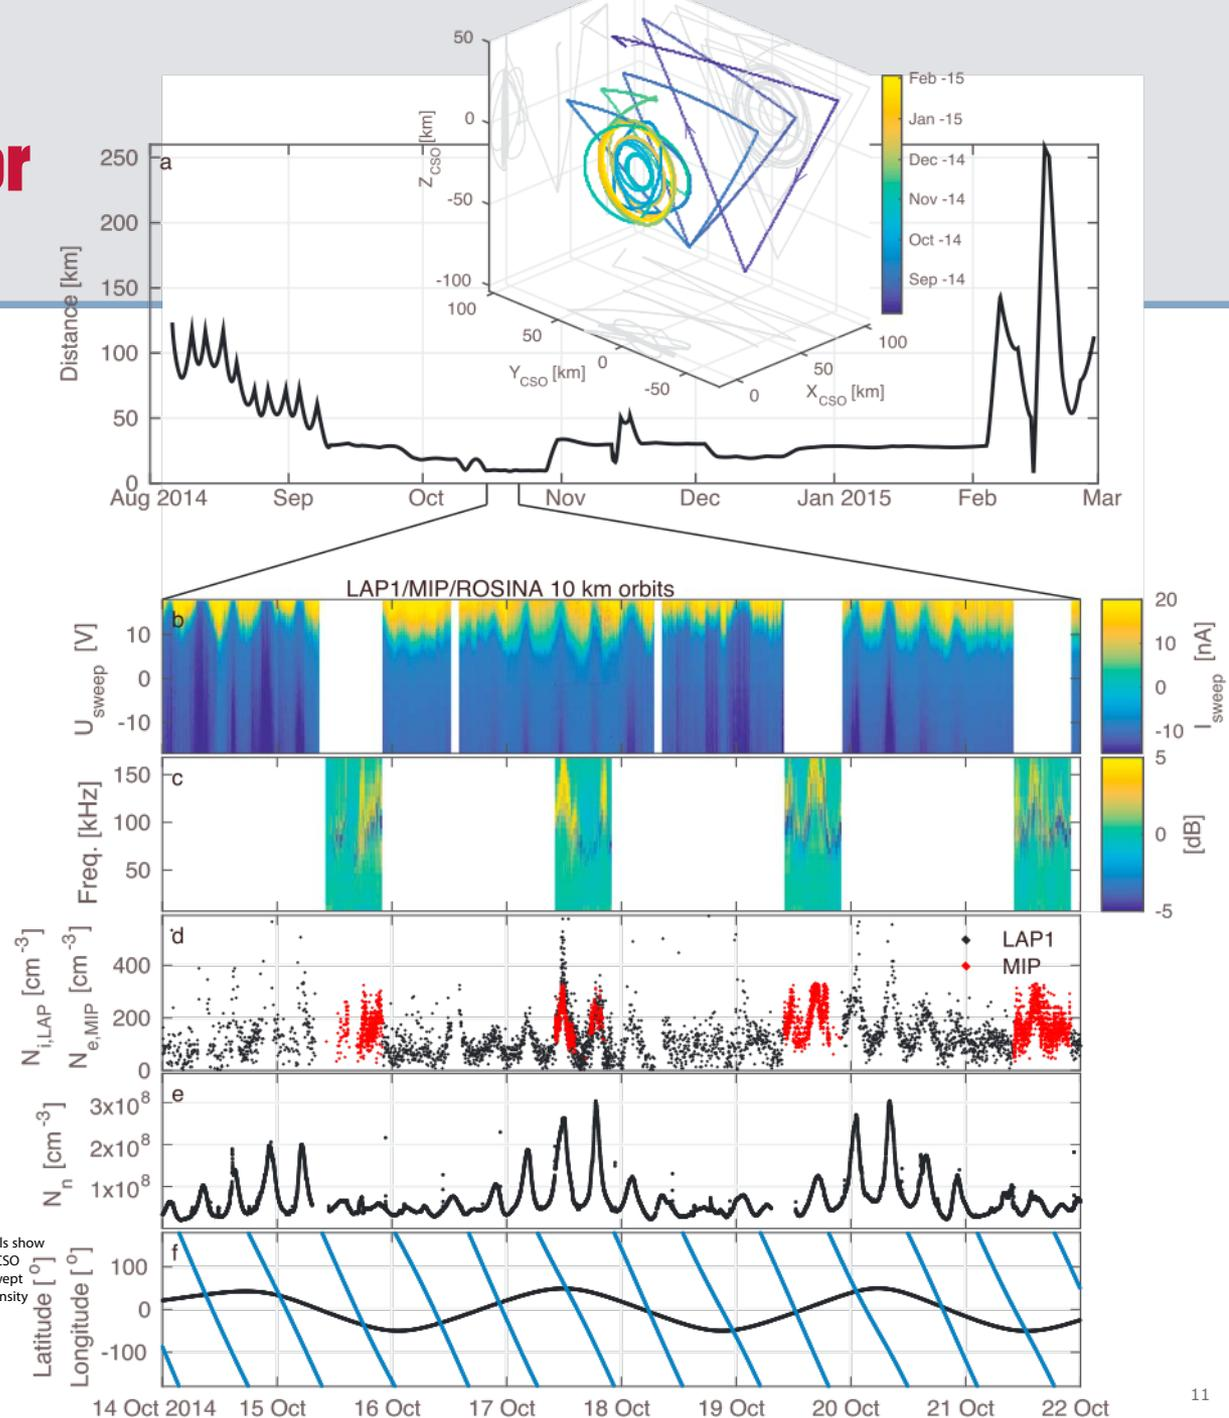 or
50
0
-50
-100
Z_CSO [km]
100
50
0
-50
Y_CSO [km]
0
50
100
X_CSO [km]
Feb -15
Jan -15
Dec -14
Nov -14
Oct -14
Sep -14
a
250
200
150
100
50
0
Distance [km]
Aug 2014 Sep Oct Nov Dec Jan 2015 Feb Mar
LAP1/MIP/ROSINA 10 km orbits
b
10
0
-10
U_sweep [V]
20
10
0
-10
I_sweep [nA]
c
150
100
50
Freq. [kHz]
5
0
-5
[dB]
d
LAP1
MIP
400
200
0
N_i,LAP [cm^-3]
N_e,MIP [cm^-3]
e
3x10^8
2x10^8
1x10^8
N_n [cm^-3]
ls show
CSO
vept
nsity
f
100
0
-100
Latitude [°]
Longitude [°]
14 Oct 2014 15 Oct 16 Oct 17 Oct 18 Oct 19 Oct 20 Oct 21 Oct 22 Oct
11